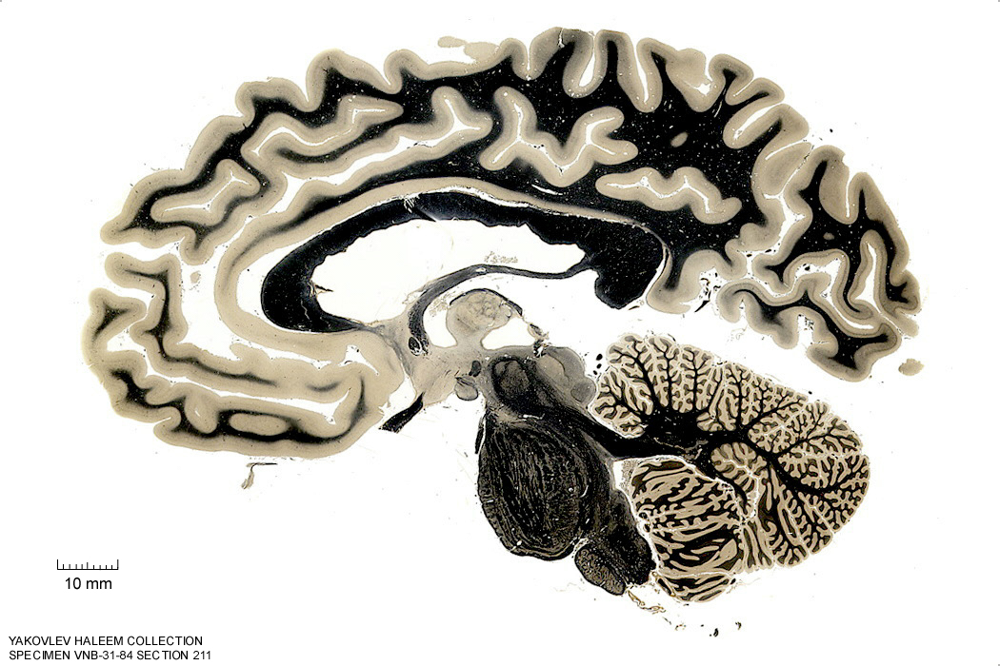 10 mm
YAKOVLEV HALEEM COLLECTION
SPECIMEN VNB-31-84 SECTION 211